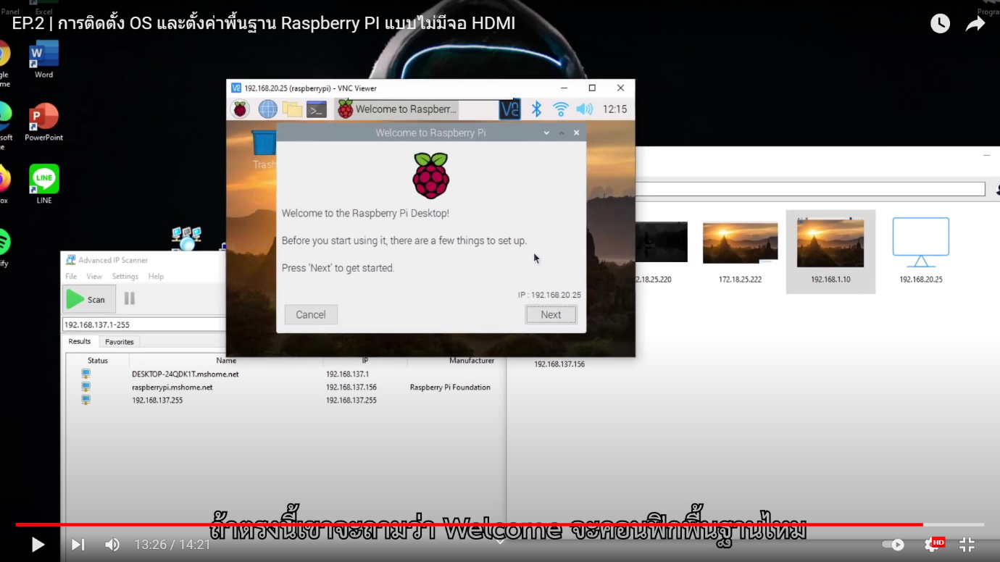 Panel
Excel
Progra
EP.2 | การติดตั้ง OS และตั้งค่าพื้นฐาน Raspberry PI แบบไม่มีจอ HDMI
Word
PowerPoint
LINE
192.168.20.25 (raspberrypi) - VNC Viewer
Welcome to Raspberr...
12:15
Welcome to Raspberry Pi
Trash
Welcome to the Raspberry Pi Desktop!
Before you start using it, there are a few things to set up.
Press 'Next' to get started.
IP : 192.168.20.25
Cancel
Next
2.18.25.220
172.18.25.222
192.168.1.10
192.168.20.25
192.168.137.156
Advanced IP Scanner
File View Settings Help
Scan
192.168.137.1-255
Results Favorites
Status Name IP Manufacturer
DESKTOP-24QDK1T.mshome.net 192.168.137.1
raspberrypi.mshome.net 192.168.137.156 Raspberry Pi Foundation
192.168.137.255 192.168.137.255
ถ้าตรงนี้เขาจะถามว่า Welcome จะคอนฟิกพื้นฐานไหม
13:26 / 14:21
HD